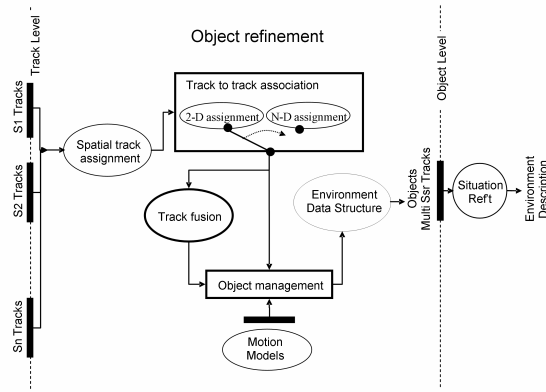 Object refinement
Track Level
Object Level
Track to track association
2-D assignment
N-D assignment
S1 Tracks
S2 Tracks
Sn Tracks
Spatial track
assignment
Track fusion
Environment
Data Structure
Objects
Multi Ssr Tracks
Situation
Ref't
Environment
Description
Object management
Motion
Models